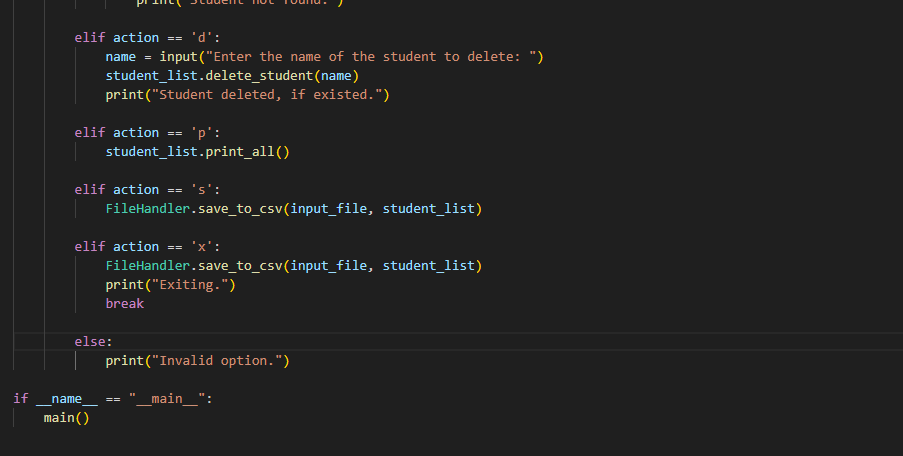 print("Student not found.")
elif action == 'd':
name = input("Enter the name of the student to delete: ")
student_list.delete_student(name)
print("Student deleted, if existed.")
elif action == 'p':
student_list.print_all()
elif action == 's':
FileHandler.save_to_csv(input_file, student_list)
elif action == 'x':
FileHandler.save_to_csv(input_file, student_list)
print("Exiting.")
break
else:
print("Invalid option.")
if __name__ == "__main__":
main()